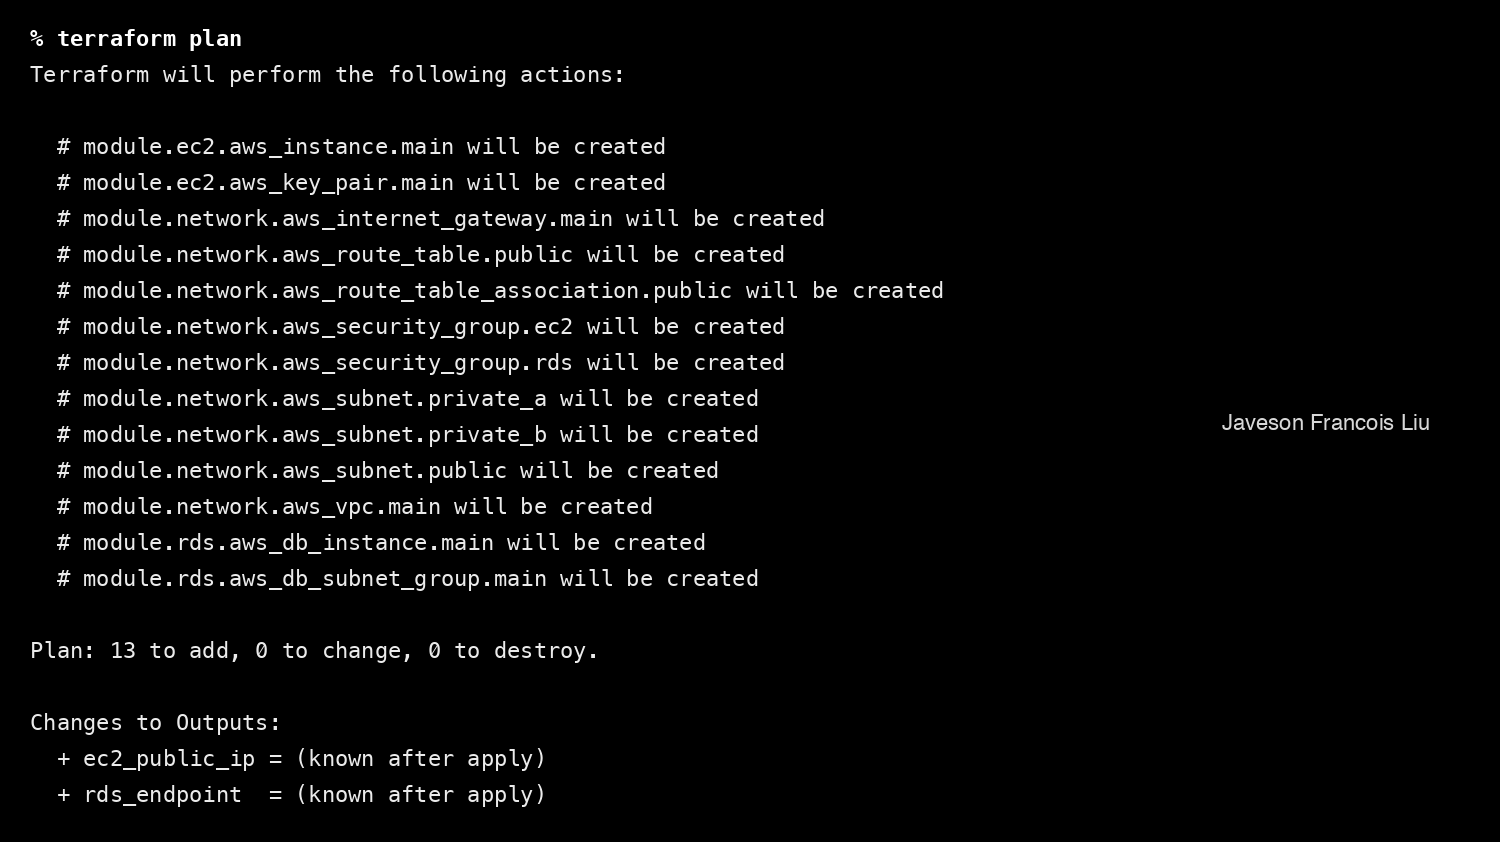 % terraform plan
Terraform will perform the following actions:
# module.ec2.aws_instance.main will be created
# module.ec2.aws_key_pair.main will be created
# module.network.aws_internet_gateway.main will be created
# module.network.aws_route_table.public will be created
# module.network.aws_route_table_association.public will be created
# module.network.aws_security_group.ec2 will be created
# module.network.aws_security_group.rds will be created
# module.network.aws_subnet.private_a will be created
Javeson Francois Liu
# module.network.aws_subnet.private_b will be created
# module.network.aws_subnet.public will be created
# module.network.aws_vpc.main will be created
# module.rds.aws_db_instance.main will be created
# module.rds.aws_db_subnet_group.main will be created
Plan: 13 to add, 0 to change, 0 to destroy.
Changes to Outputs:
+ ec2_public_ip = (known after apply)
+ rds_endpoint  = (known after apply)